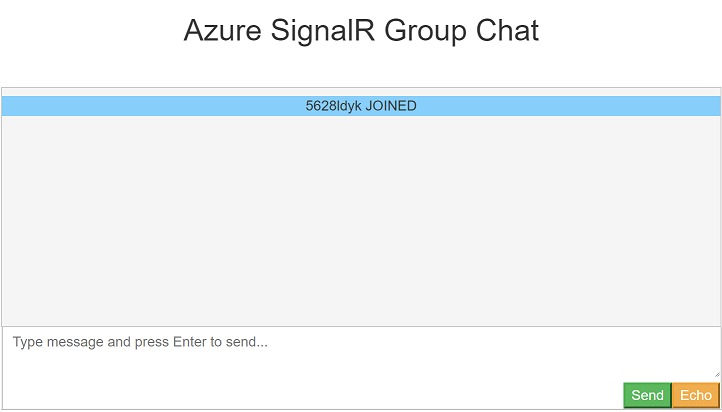 Azure SignalR Group Chat
5628ldyk JOINED
Type message and press Enter to send...
Send Echo